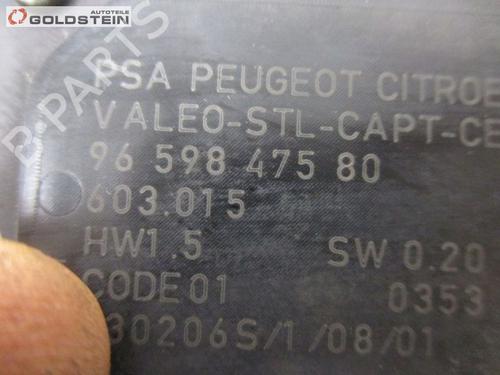 AUTOTEILE
GOLDSTEIN
B-PARTS
PSA PEUGEOT CITROE
VALEO-STL-CAPT-CE
96 598 475 80
603.015
HW1.5 SW 0.20
CODE01 0353
30206S/1/08/01